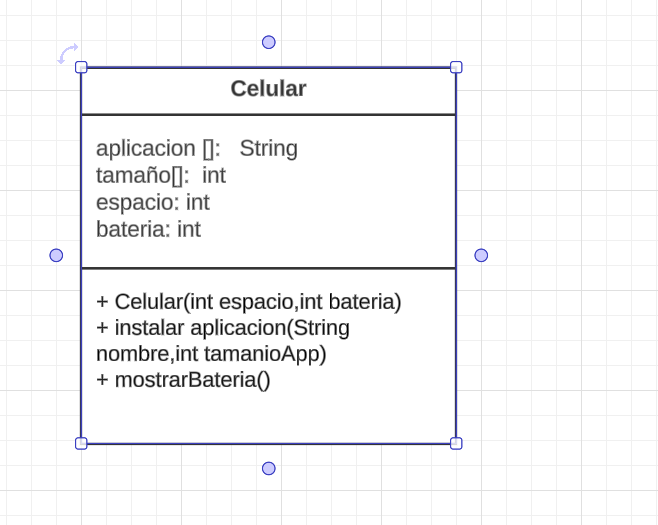 Celular
aplicacion []: String
tamaño[]: int
espacio: int
bateria: int
+ Celular(int espacio,int bateria)
+ instalar aplicacion(String
nombre,int tamanioApp)
+ mostrarBateria()